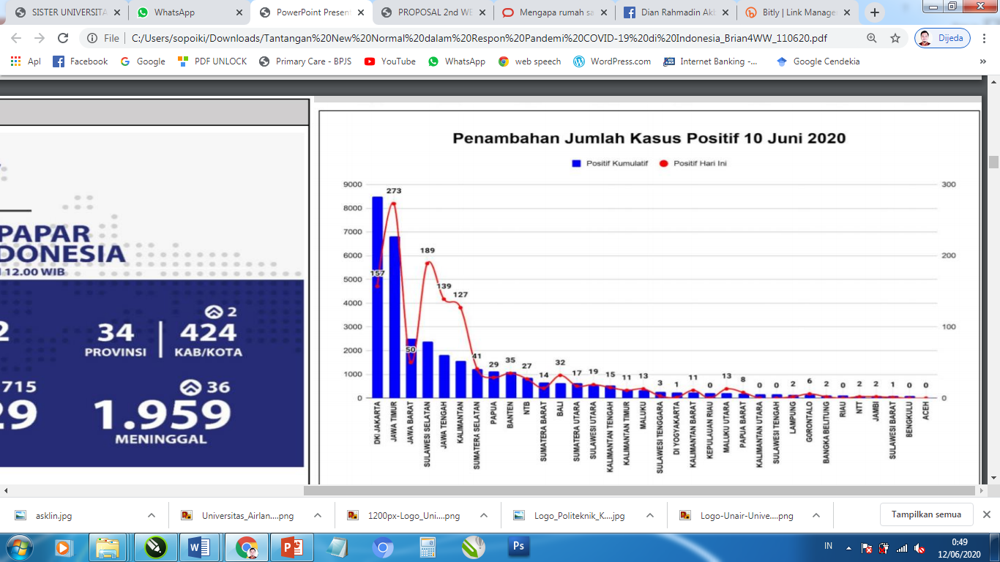 SISTER UNIVERSITA
WhatsApp
PowerPoint Present
PROPOSAL 2nd WE
Mengapa rumah sa
Dian Rahmadin Akb
Bitly | Link Manage
File
C:/Users/sopoiki/Downloads/Tantangan%20New%20Normal%20dalam%20Respon%20Pandemi%20COVID-19%20di%20Indonesia_Brian4WW_110620.pdf
Dijeda
Apl
Facebook
Google
PDF UNLOCK
Primary Care - BPJS
YouTube
WhatsApp
web speech
WordPress.com
Internet Banking -...
Google Cendekia
»
PAPAR
DONESIA
12.00 WIB
2
34
PROVINSI
2
424
KAB/KOTA
715
29
36
1.959
MENINGGAL
Penambahan Jumlah Kasus Positif 10 Juni 2020
Positif Kumulatif
Positif Hari Ini
9000
8000
7000
6000
5000
4000
3000
2000
1000
0
300
200
100
0
157
273
50
189
139
127
41
29
35
27
14
32
17
19
15
11
13
3
1
11
0
13
8
0
0
2
6
2
0
2
2
1
0
0
DKI JAKARTA
JAWA TIMUR
JAWA BARAT
SULAWESI SELATAN
JAWA TENGAH
KALIMANTAN
SUMATERA SELATAN
PAPUA
BANTEN
NTB
SUMATERA BARAT
BALI
SUMATERA UTARA
SULAWESI UTARA
KALIMANTAN TENGAH
KALIMANTAN TIMUR
MALUKU
SULAWESI TENGGARA
DI YOGYAKARTA
KALIMANTAN BARAT
KEPULAUAN RIAU
MALUKU UTARA
PAPUA BARAT
KALIMANTAN UTARA
SULAWESI TENGAH
LAMPUNG
GORONTALO
BANGKA BELITUNG
RIAU
NTT
JAMBI
SULAWESI BARAT
BENGKULU
ACEH
asklin.jpg
Universitas_Airlan....png
1200px-Logo_Uni....png
Logo_Politeknik_K....jpg
Logo-Unair-Unive....png
Tampilkan semua
Ps
IN
0:49
12/06/2020